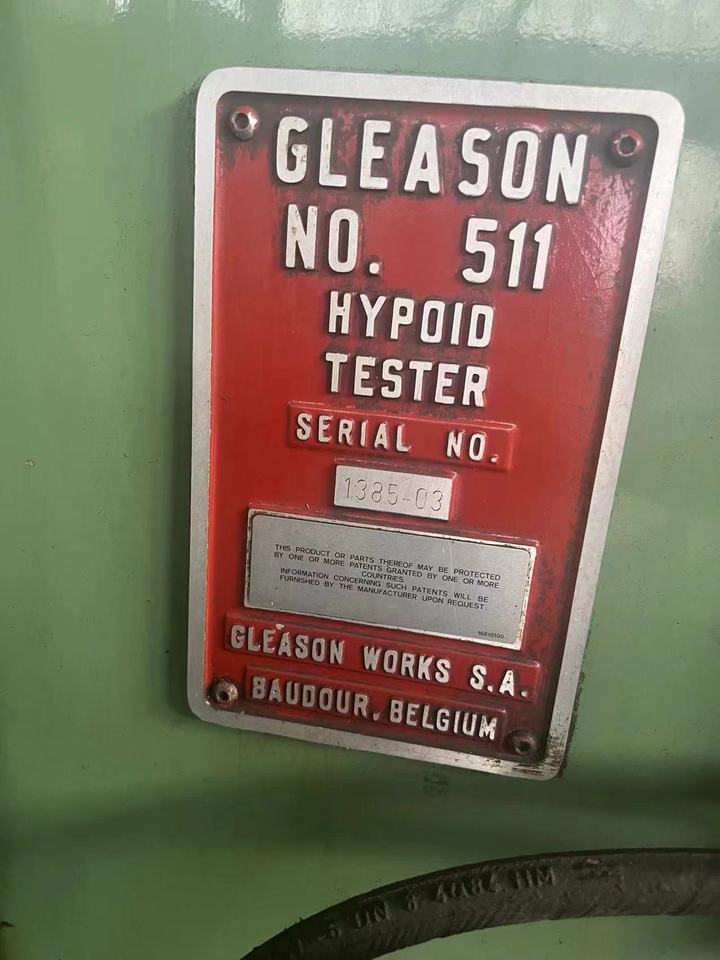 GLEASON
NO. 511
HYPOID
TESTER
SERIAL NO.
1385-03
THIS PRODUCT OR PARTS THEREOF MAY BE PROTECTED
BY ONE OR MORE PATENTS GRANTED BY ONE OR MORE
COUNTRIES
INFORMATION CONCERNING SUCH PATENTS WILL BE
FURNISHED BY THE MANUFACTURER UPON REQUEST.
16010100
GLEASON WORKS S.A.
BAUDOUR, BELGIUM